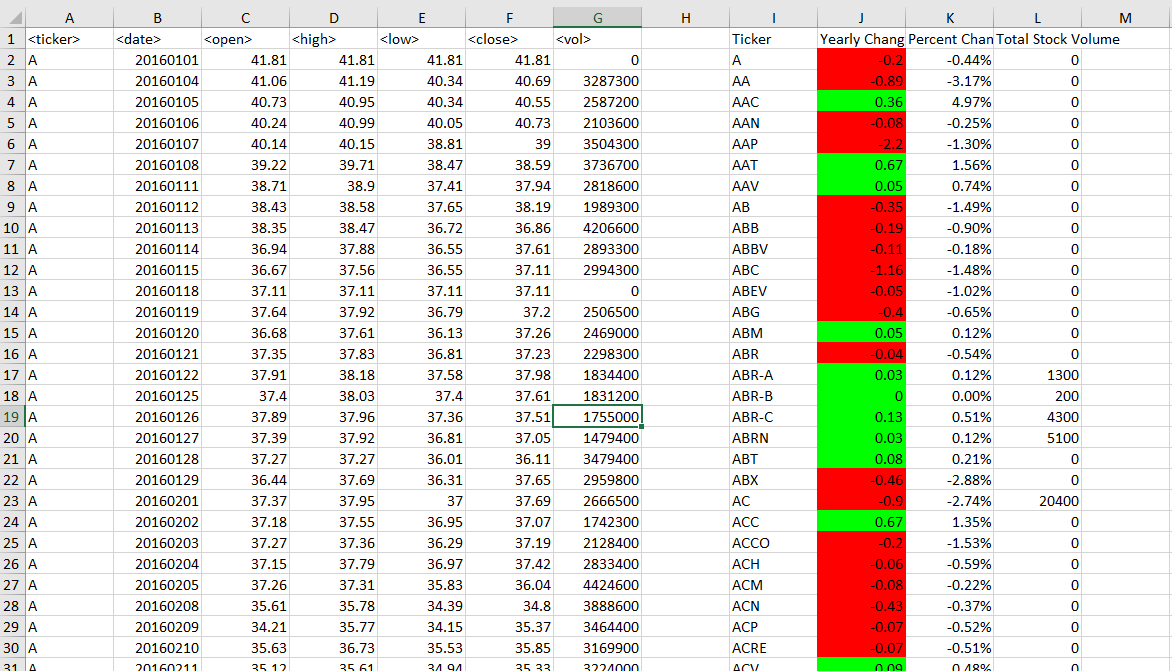 A B C D E F G H I J K L M
1 <ticker> <date> <open> <high> <low> <close> <vol> Ticker Yearly Chang Percent Chan Total Stock Volume
2 A 20160101 41.81 41.81 41.81 41.81 0 A -0.2 -0.44% 0
3 A 20160104 41.06 41.19 40.34 40.69 3287300 AA -0.89 -3.17% 0
4 A 20160105 40.73 40.95 40.34 40.55 2587200 AAC 0.36 4.97% 0
5 A 20160106 40.24 40.99 40.05 40.73 2103600 AAN -0.08 -0.25% 0
6 A 20160107 40.14 40.15 38.81 39 3504300 AAP -2.2 -1.30% 0
7 A 20160108 39.22 39.71 38.47 38.59 3736700 AAT 0.67 1.56% 0
8 A 20160111 38.71 38.9 37.41 37.94 2818600 AAV 0.05 0.74% 0
9 A 20160112 38.43 38.58 37.65 38.19 1989300 AB -0.35 -1.49% 0
10 A 20160113 38.35 38.47 36.72 36.86 4206600 ABB -0.19 -0.90% 0
11 A 20160114 36.94 37.88 36.55 37.61 2893300 ABBV -0.11 -0.18% 0
12 A 20160115 36.67 37.56 36.55 37.11 2994300 ABC -1.16 -1.48% 0
13 A 20160118 37.11 37.11 37.11 37.11 0 ABEV -0.05 -1.02% 0
14 A 20160119 37.64 37.92 36.79 37.2 2506500 ABG -0.4 -0.65% 0
15 A 20160120 36.68 37.61 36.13 37.26 2469000 ABM 0.05 0.12% 0
16 A 20160121 37.35 37.83 36.81 37.23 2298300 ABR -0.04 -0.54% 0
17 A 20160122 37.91 38.18 37.58 37.98 1834400 ABR-A 0.03 0.12% 1300
18 A 20160125 37.4 38.03 37.4 37.61 1831200 ABR-B 0 0.00% 200
19 A 20160126 37.89 37.96 37.36 37.51 1755000 ABR-C 0.13 0.51% 4300
20 A 20160127 37.39 37.92 36.81 37.05 1479400 ABRN 0.03 0.12% 5100
21 A 20160128 37.27 37.27 36.01 36.11 3479400 ABT 0.08 0.21% 0
22 A 20160129 36.44 37.69 36.31 37.65 2959800 ABX -0.46 -2.88% 0
23 A 20160201 37.37 37.95 37 37.69 2666500 AC -0.9 -2.74% 20400
24 A 20160202 37.18 37.55 36.95 37.07 1742300 ACC 0.67 1.35% 0
25 A 20160203 37.27 37.36 36.29 37.19 2128400 ACCO -0.2 -1.53% 0
26 A 20160204 37.15 37.79 36.97 37.42 2833400 ACH -0.06 -0.59% 0
27 A 20160205 37.26 37.31 35.83 36.04 4424600 ACM -0.08 -0.22% 0
28 A 20160208 35.61 35.78 34.39 34.8 3888600 ACN -0.43 -0.37% 0
29 A 20160209 34.21 35.77 34.15 35.37 3464400 ACP -0.07 -0.52% 0
30 A 20160210 35.63 36.73 35.53 35.85 3169900 ACRE -0.07 -0.51% 0
31 A 20160211 35.12 35.61 34.94 35.33 3224000 ACV 0.09 0.48% 0